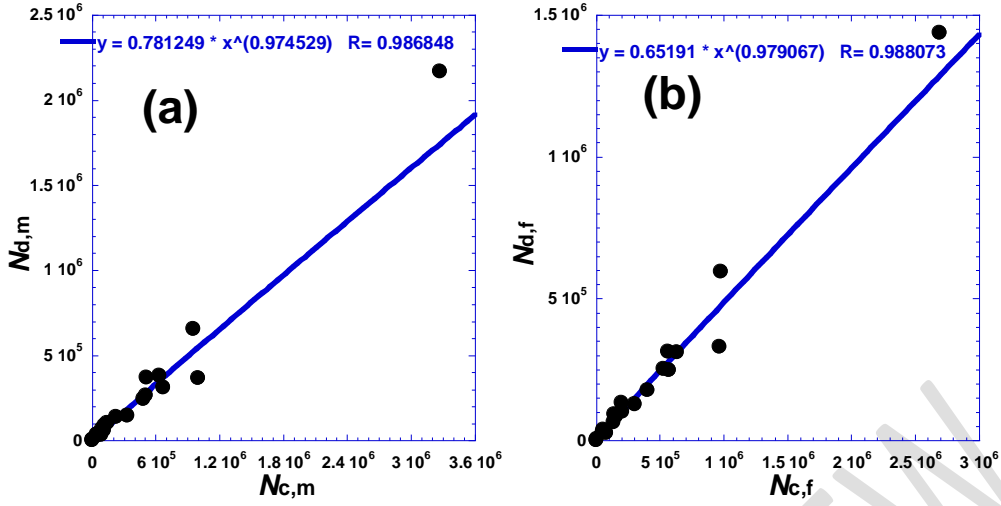 y = 0.781249 * x^(0.974529) R= 0.986848
(a)
2.5 10^6
2 10^6
1.5 10^6
1 10^6
5 10^5
0
Nd,m
0 6 10^5 1.2 10^6 1.8 10^6 2.4 10^6 3 10^6 3.6 10^6
Nc,m
y = 0.65191 * x^(0.979067) R= 0.988073
(b)
1.5 10^6
1 10^6
5 10^5
0
Nd,f
0 5 10^5 1 10^6 1.5 10^6 2 10^6 2.5 10^6 3 10^6
Nc,f